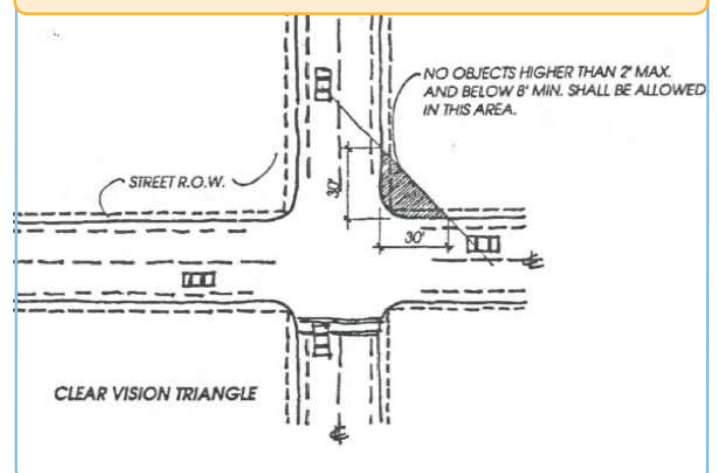 NO OBJECTS HIGHER THAN 2' MAX.
AND BELOW 8' MIN. SHALL BE ALLOWED
IN THIS AREA.
STREET R.O.W.
30'
30'
℄
CLEAR VISION TRIANGLE
℄